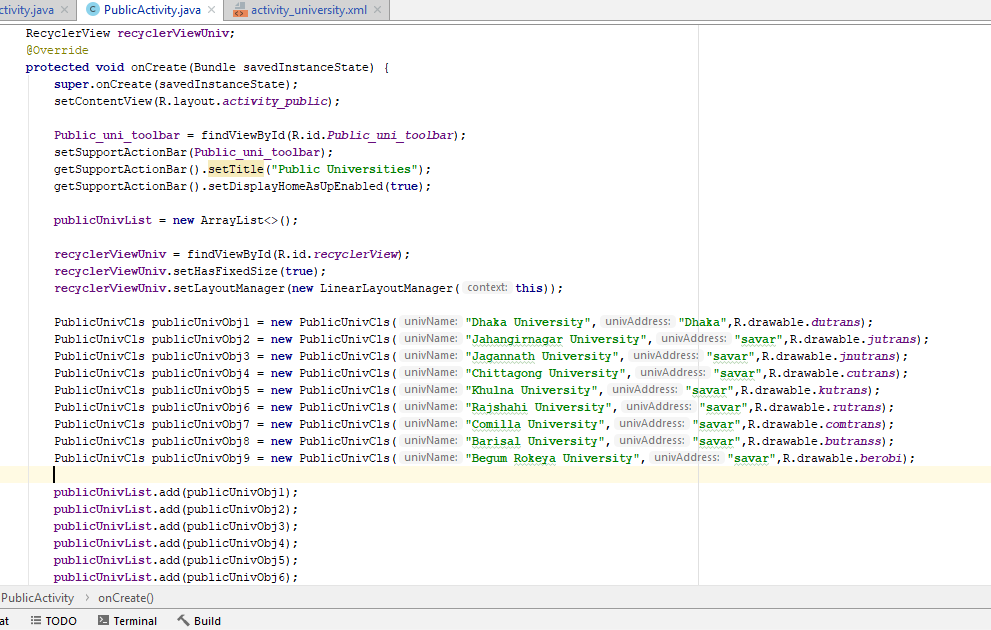 ctivity.java × PublicActivity.java × activity_university.xml ×
RecyclerView recyclerViewUniv;
@Override
protected void onCreate(Bundle savedInstanceState) {
super.onCreate(savedInstanceState);
setContentView(R.layout.activity_public);
Public_uni_toolbar = findViewById(R.id.Public_uni_toolbar);
setSupportActionBar(Public_uni_toolbar);
getSupportActionBar().setTitle("Public Universities");
getSupportActionBar().setDisplayHomeAsUpEnabled(true);
publicUnivList = new ArrayList<>();
recyclerViewUniv = findViewById(R.id.recyclerView);
recyclerViewUniv.setHasFixedSize(true);
recyclerViewUniv.setLayoutManager(new LinearLayoutManager( context: this));
PublicUnivCls publicUnivObj1 = new PublicUnivCls( univName: "Dhaka University", univAddress: "Dhaka",R.drawable.dutrans);
PublicUnivCls publicUnivObj2 = new PublicUnivCls( univName: "Jahangirnagar University", univAddress: "savar",R.drawable.jutrans);
PublicUnivCls publicUnivObj3 = new PublicUnivCls( univName: "Jagannath University", univAddress: "savar",R.drawable.jnutrans);
PublicUnivCls publicUnivObj4 = new PublicUnivCls( univName: "Chittagong University", univAddress: "savar",R.drawable.cutrans);
PublicUnivCls publicUnivObj5 = new PublicUnivCls( univName: "Khulna University", univAddress: "savar",R.drawable.kutrans);
PublicUnivCls publicUnivObj6 = new PublicUnivCls( univName: "Rajshahi University", univAddress: "savar",R.drawable.rutrans);
PublicUnivCls publicUnivObj7 = new PublicUnivCls( univName: "Comilla University", univAddress: "savar",R.drawable.comtrans);
PublicUnivCls publicUnivObj8 = new PublicUnivCls( univName: "Barisal University", univAddress: "savar",R.drawable.butranss);
PublicUnivCls publicUnivObj9 = new PublicUnivCls( univName: "Begum Rokeya University", univAddress: "savar",R.drawable.berobi);
publicUnivList.add(publicUnivObj1);
publicUnivList.add(publicUnivObj2);
publicUnivList.add(publicUnivObj3);
publicUnivList.add(publicUnivObj4);
publicUnivList.add(publicUnivObj5);
publicUnivList.add(publicUnivObj6);
PublicActivity › onCreate()
at TODO Terminal Build